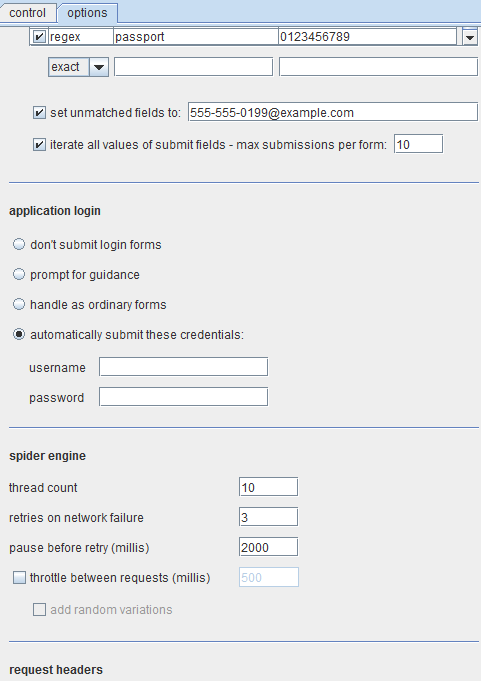 control options
regex passport 0123456789
exact
set unmatched fields to: 555-555-0199@example.com
iterate all values of submit fields - max submissions per form: 10
application login
don't submit login forms
prompt for guidance
handle as ordinary forms
automatically submit these credentials:
username
password
spider engine
thread count 10
retries on network failure 3
pause before retry (millis) 2000
throttle between requests (millis) 500
add random variations
request headers